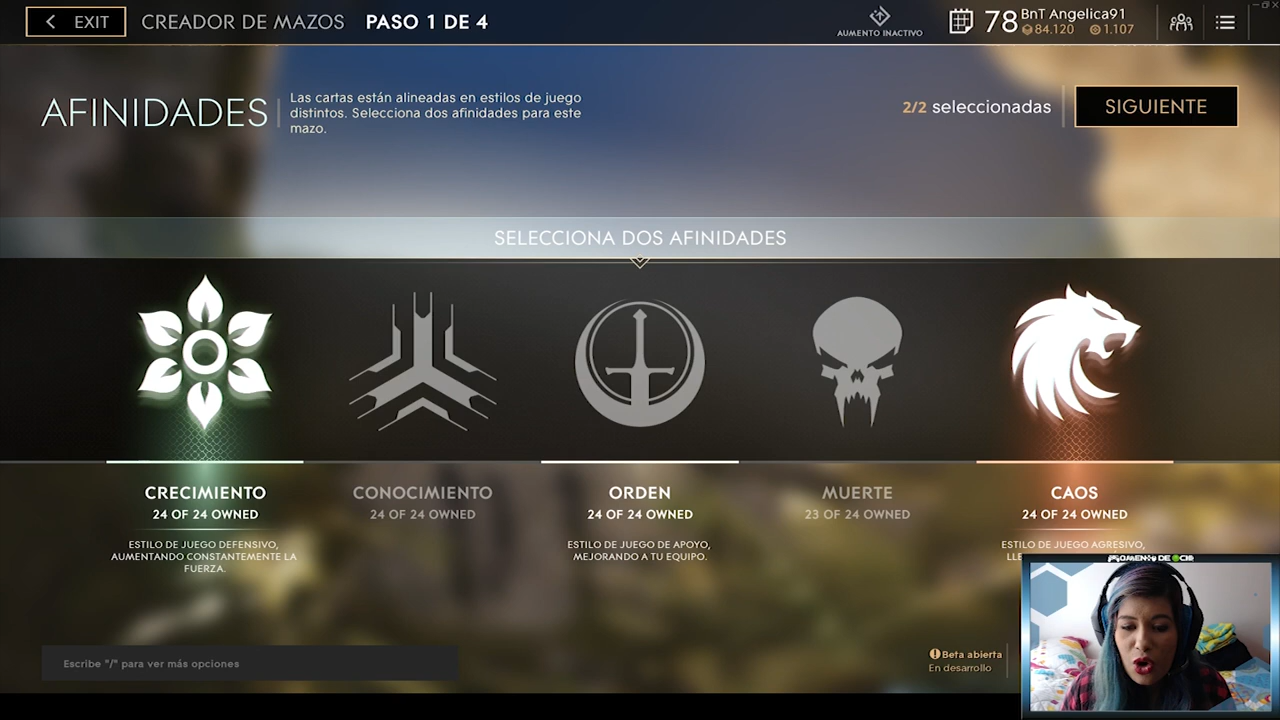 EXIT
CREADOR DE MAZOS
PASO 1 DE 4
AUMENTO INACTIVO
78
BnT Angelica91
84.120
1.107
AFINIDADES
Las cartas están alineadas en estilos de juego
distintos. Selecciona dos afinidades para este
mazo.
2/2 seleccionadas
SIGUIENTE
SELECCIONA DOS AFINIDADES
CRECIMIENTO
24 OF 24 OWNED
ESTILO DE JUEGO DEFENSIVO,
AUMENTANDO CONSTANTEMENTE LA
FUERZA.
CONOCIMIENTO
24 OF 24 OWNED
ORDEN
24 OF 24 OWNED
ESTILO DE JUEGO DE APOYO,
MEJORANDO A TU EQUIPO.
MUERTE
23 OF 24 OWNED
CAOS
24 OF 24 OWNED
ESTILO DE JUEGO AGRESIVO,
Escribe "/" para ver más opciones
Beta abierta
En desarrollo